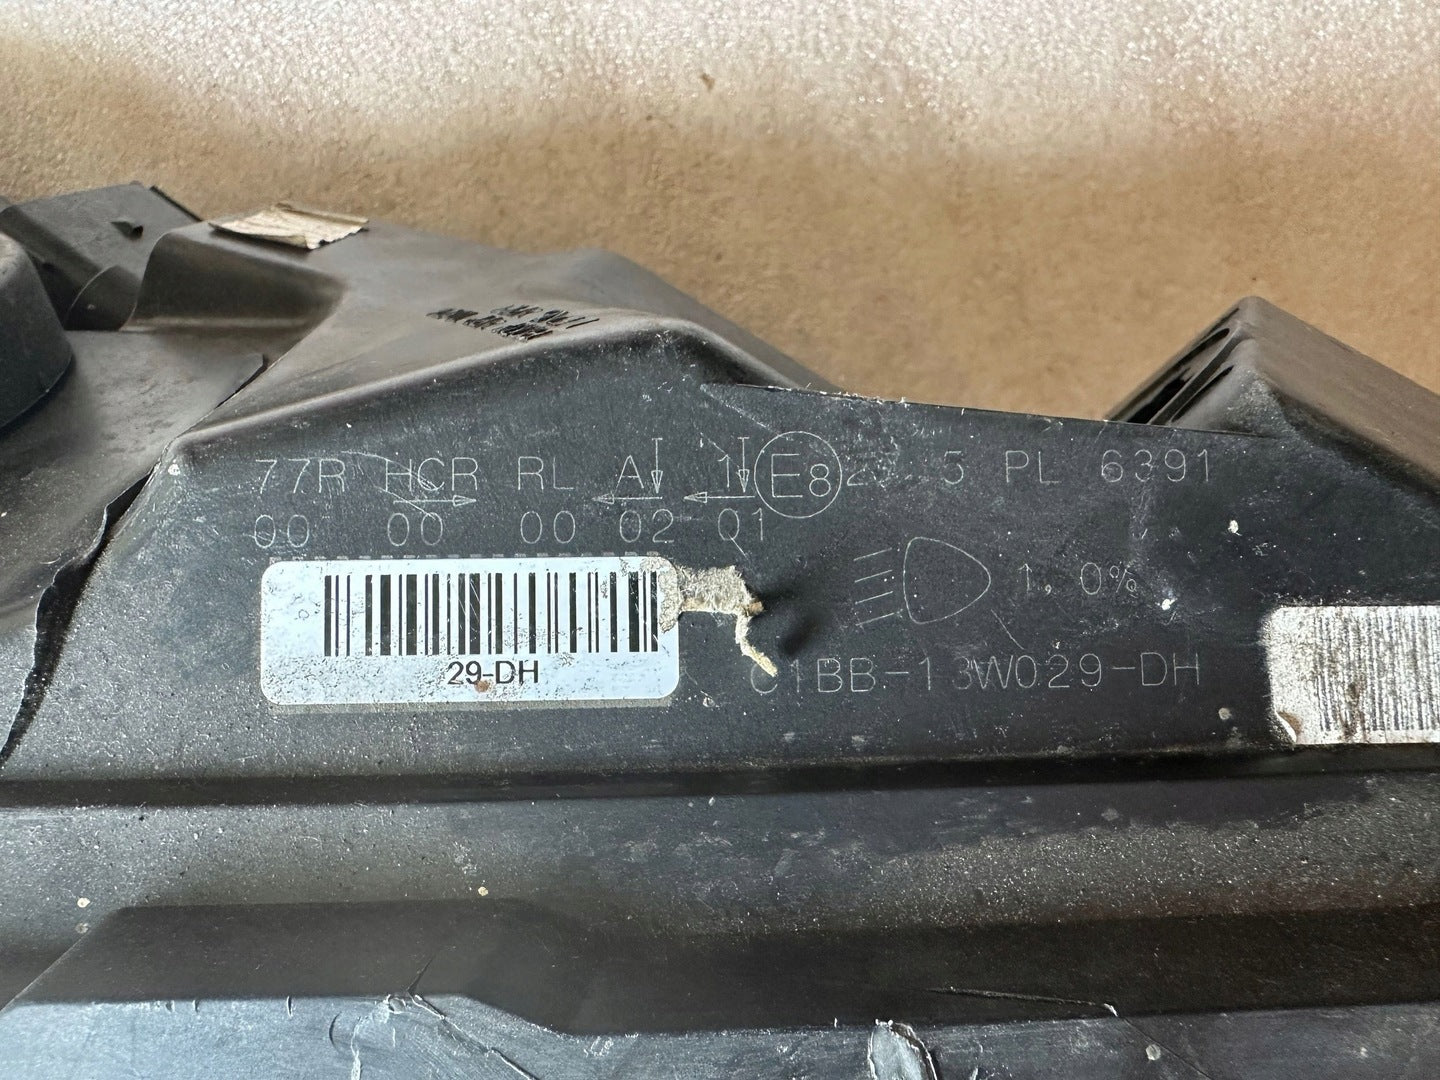 77R HCR RL A 1 E8 5 PL 6391
00 00 00 02 01
1,0%
29-DH
C1BB-13W029-DH